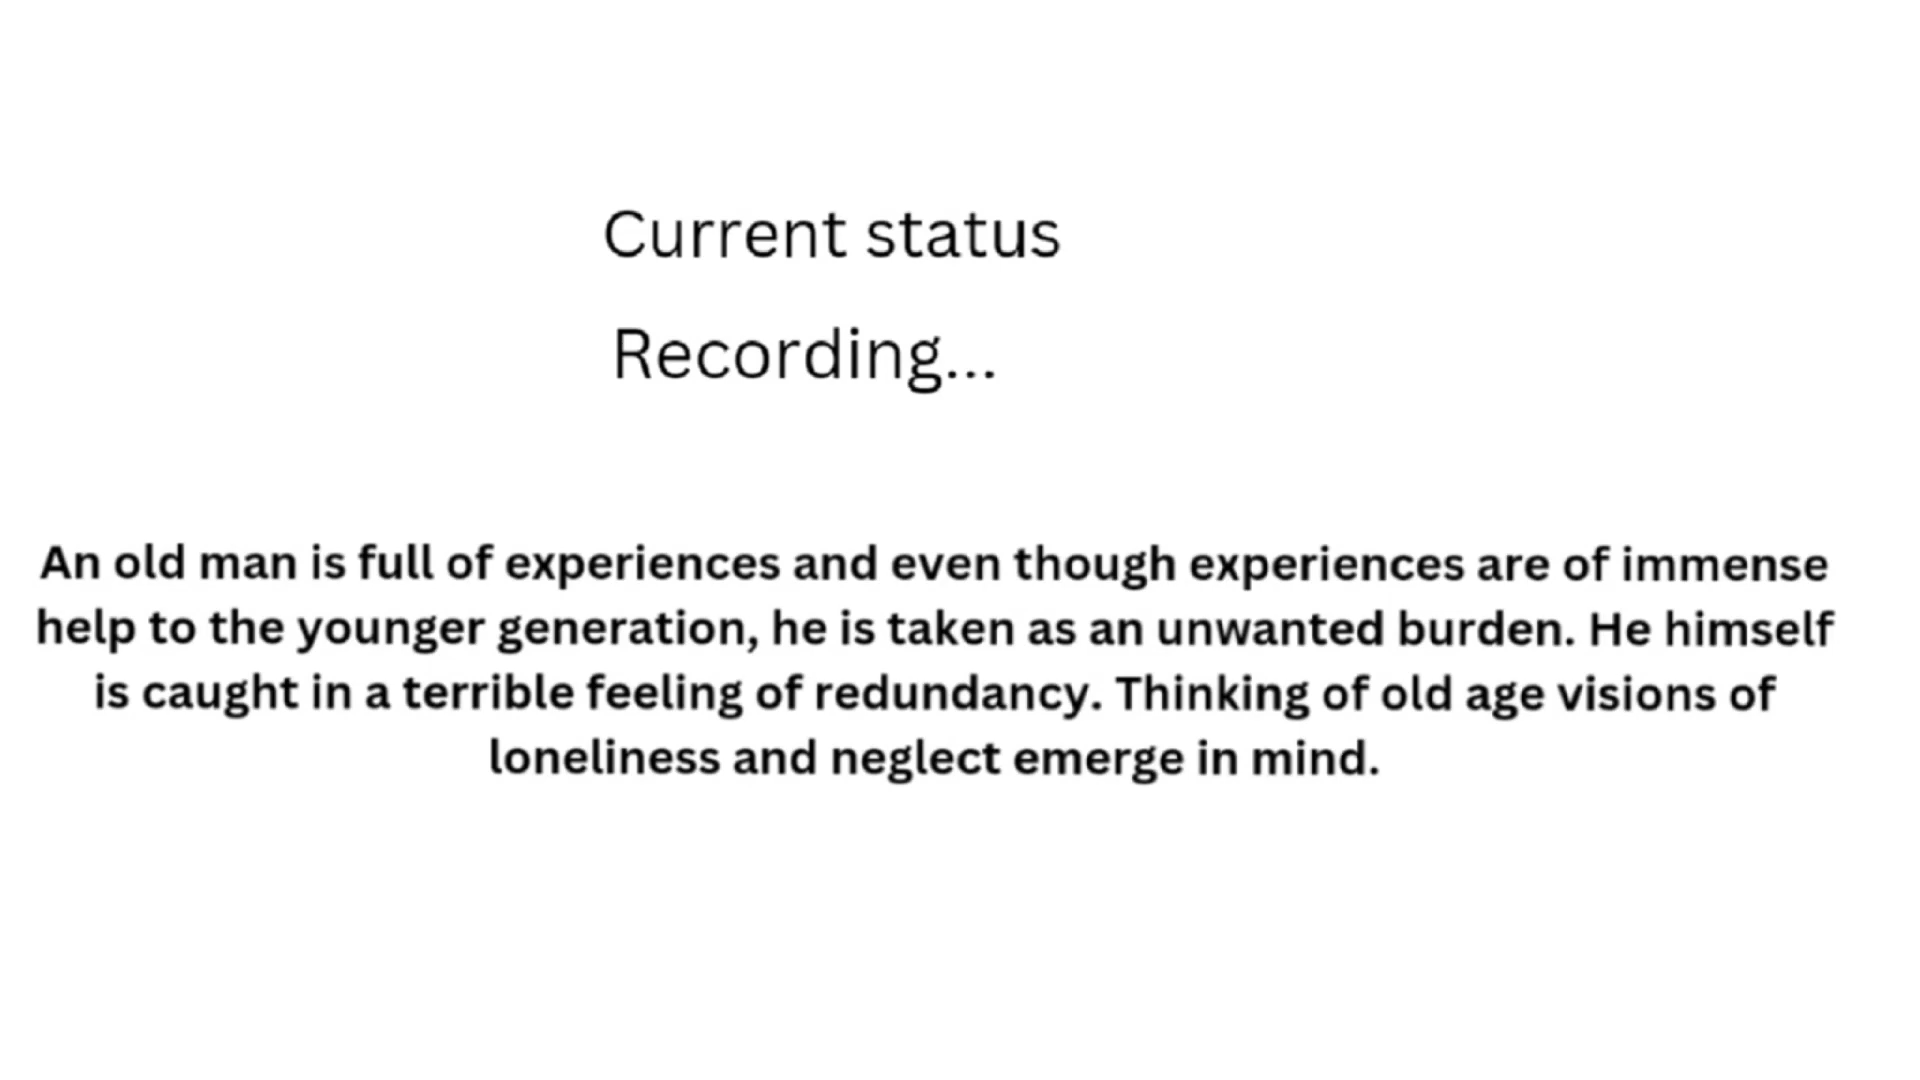 Current status
Recording...
An old man is full of experiences and even though experiences are of immense
help to the younger generation, he is taken as an unwanted burden. He himself
is caught in a terrible feeling of redundancy. Thinking of old age visions of
loneliness and neglect emerge in mind.